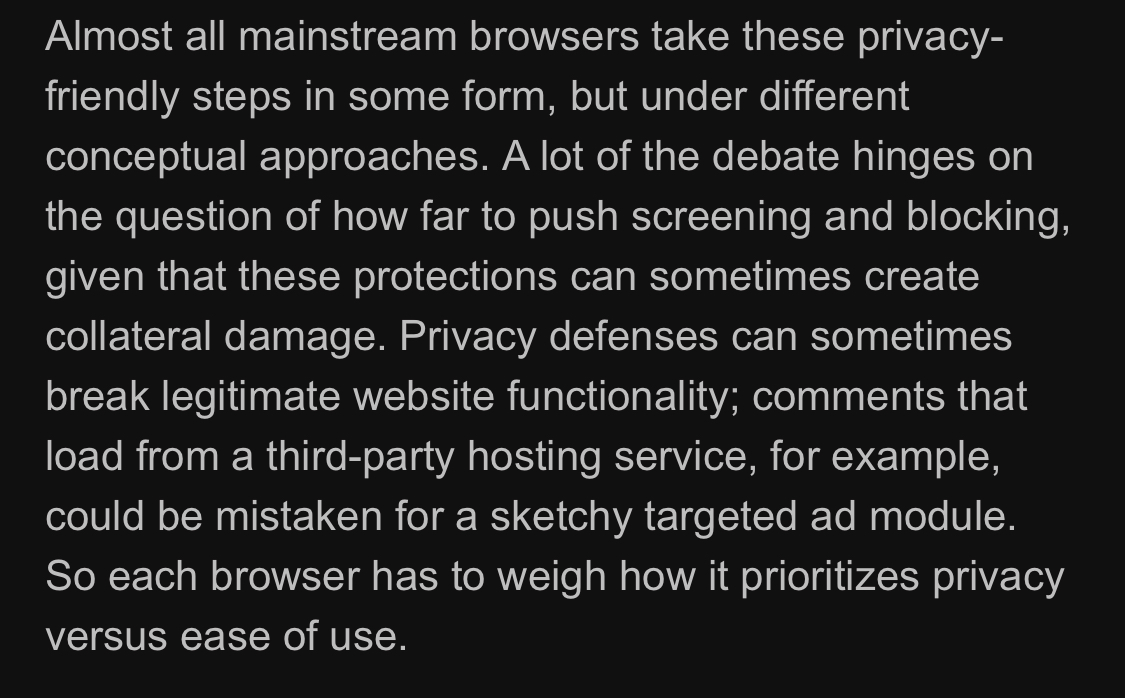 Almost all mainstream browsers take these privacy-
friendly steps in some form, but under different
conceptual approaches. A lot of the debate hinges on
the question of how far to push screening and blocking,
given that these protections can sometimes create
collateral damage. Privacy defenses can sometimes
break legitimate website functionality; comments that
load from a third-party hosting service, for example,
could be mistaken for a sketchy targeted ad module.
So each browser has to weigh how it prioritizes privacy
versus ease of use.